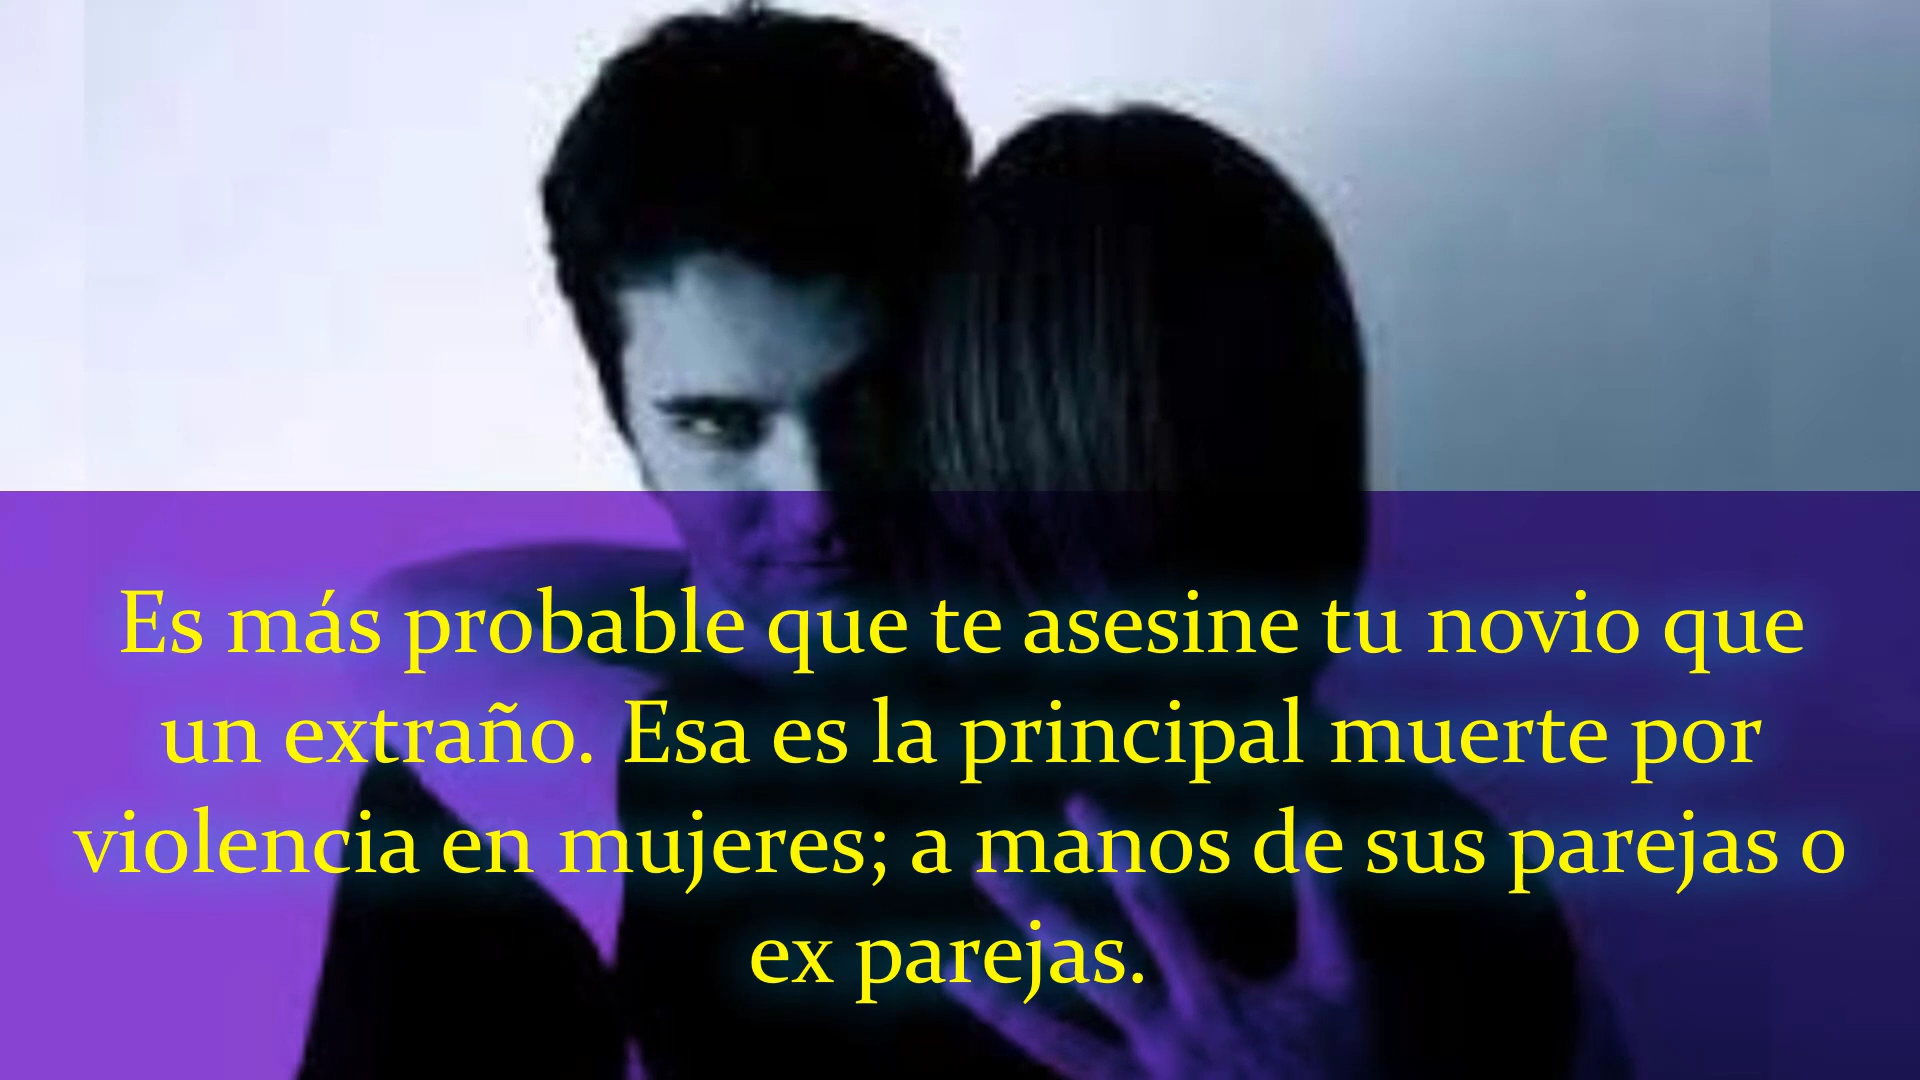 Es más probable que te asesine tu novio que
un extraño. Esa es la principal muerte por
violencia en mujeres; a manos de sus parejas o
ex parejas.